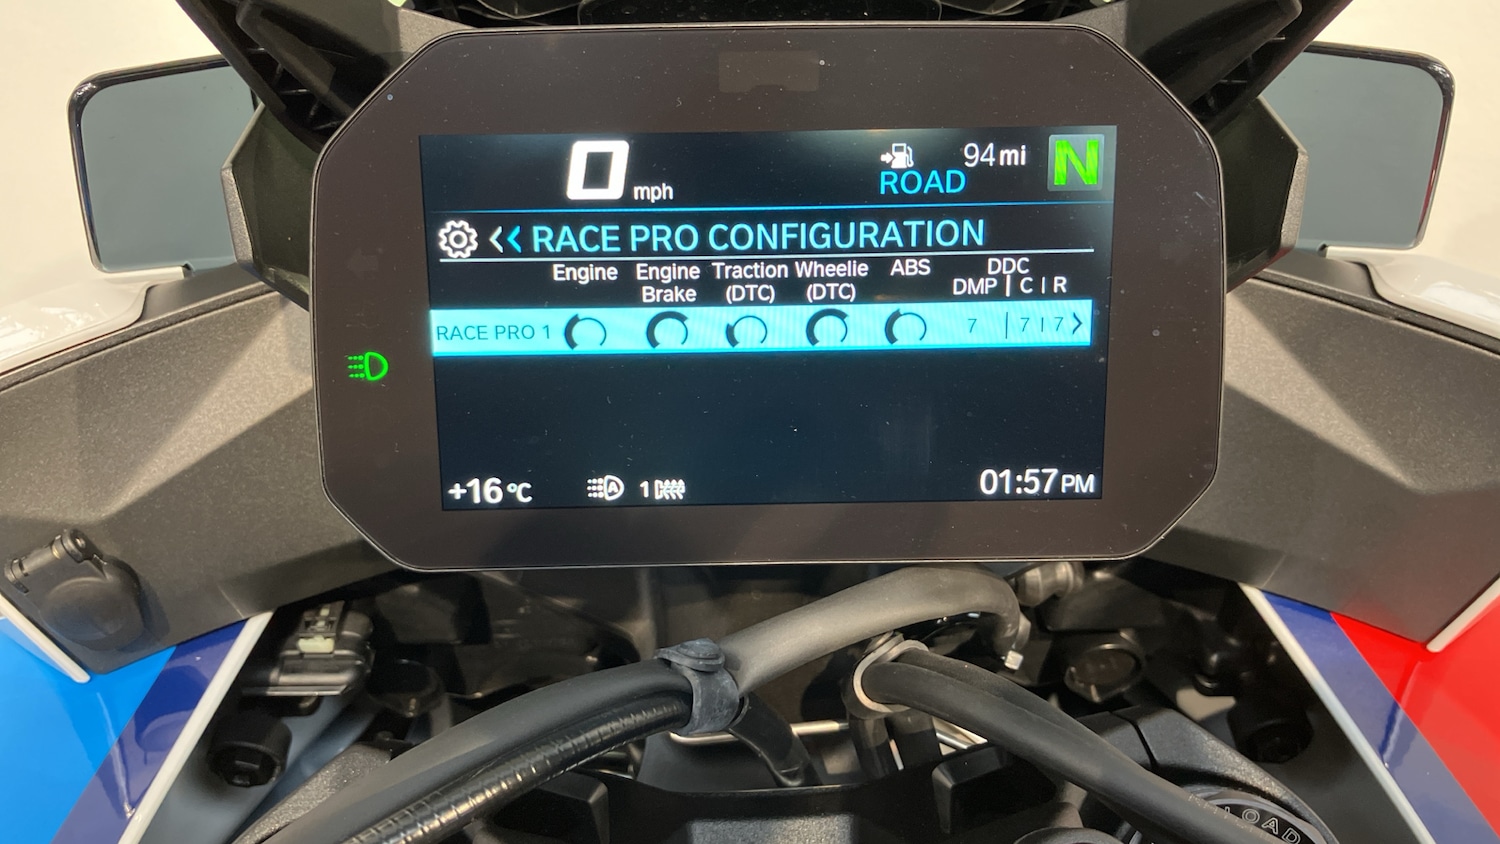 0 mph
94 mi
ROAD
N
<< RACE PRO CONFIGURATION
Engine Engine Brake Traction (DTC) Wheelie (DTC) ABS DDC
DMP | C | R
RACE PRO 1 7 | 7 | 7 >
+16°C A 1 01:57 PM
LOAD